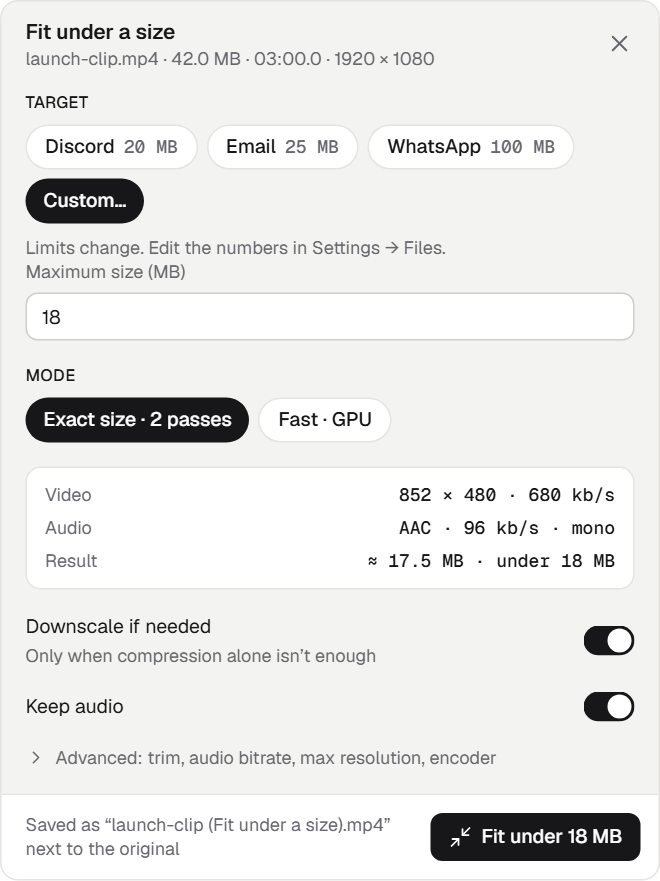 Fit under a size
launch-clip.mp4 · 42.0 MB · 03:00.0 · 1920 × 1080
TARGET
Discord 20 MB
Email 25 MB
WhatsApp 100 MB
Custom…
Limits change. Edit the numbers in Settings → Files.
Maximum size (MB)
18
MODE
Exact size · 2 passes
Fast · GPU
Video 852 × 480 · 680 kb/s
Audio AAC · 96 kb/s · mono
Result ≈ 17.5 MB · under 18 MB
Downscale if needed
Only when compression alone isn’t enough
Keep audio
Advanced: trim, audio bitrate, max resolution, encoder
Saved as “launch-clip (Fit under a size).mp4”
next to the original
Fit under 18 MB